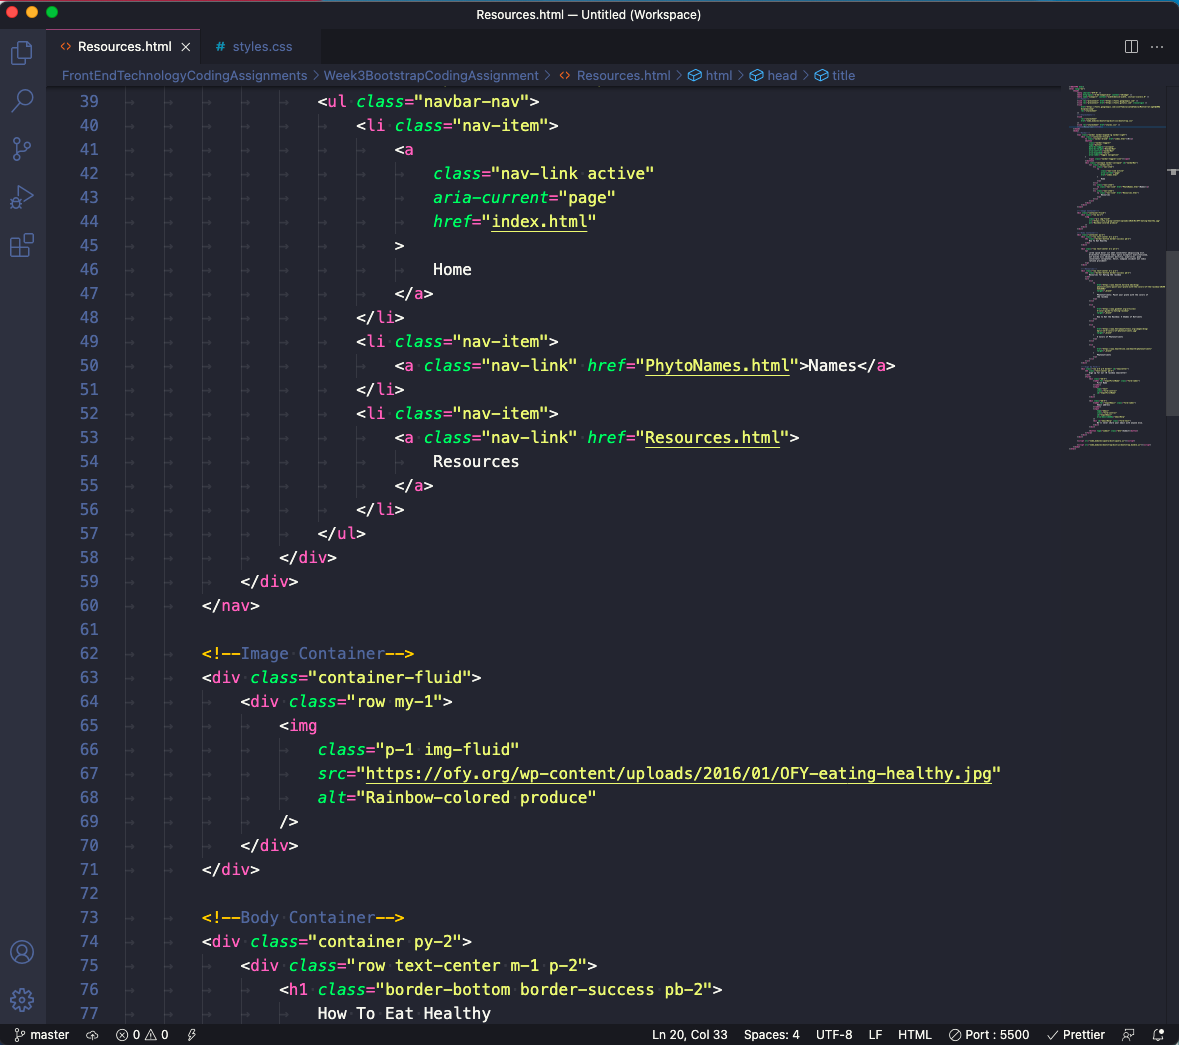 Resources.html — Untitled (Workspace)
<> Resources.html × # styles.css
FrontEndTechnologyCodingAssignments > Week3BootstrapCodingAssignment > <> Resources.html > html > head > title
39 <ul class="navbar-nav">
40 <li class="nav-item">
41 <a
42 class="nav-link active"
43 aria-current="page"
44 href="index.html"
45 >
46 Home
47 </a>
48 </li>
49 <li class="nav-item">
50 <a class="nav-link" href="PhytoNames.html">Names</a>
51 </li>
52 <li class="nav-item">
53 <a class="nav-link" href="Resources.html">
54 Resources
55 </a>
56 </li>
57 </ul>
58 </div>
59 </div>
60 </nav>
61
62 <!--Image Container-->
63 <div class="container-fluid">
64 <div class="row my-1">
65 <img
66 class="p-1 img-fluid"
67 src="https://ofy.org/wp-content/uploads/2016/01/OFY-eating-healthy.jpg"
68 alt="Rainbow-colored produce"
69 />
70 </div>
71 </div>
72
73 <!--Body Container-->
74 <div class="container py-2">
75 <div class="row text-center m-1 p-2">
76 <h1 class="border-bottom border-success pb-2">
77 How To Eat Healthy
master 0 0 Ln 20, Col 33 Spaces: 4 UTF-8 LF HTML Port : 5500 Prettier